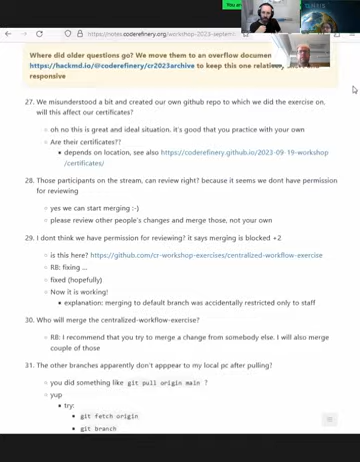 You are
https://notes.coderefinery.org/workshop-2023-septem
Where did older questions go? We move them to an overflow documen
https://hackmd.io/@coderefinery/cr2023archive to keep this one
responsive
27. We misunderstood a bit and created our own github repo to which we did the exercise on,
will this affect our certificates?
oh no this is great and ideal situation. it's good that you practice with your own
Are their certificates??
depends on location, see also https://coderefinery.github.io/2023-09-19-workshop
/certificates/
28. Those participants on the stream, can review right? because it seems we dont have permission
for reviewing
yes we can start merging :-)
please review other people's changes and merge those, not your own
29. I dont think we have permission for reviewing? it says merging is blocked +2
is this here? https://github.com/cr-workshop-exercises/centralized-workflow-exercise
RB: fixing ...
fixed (hopefully)
Now it is working!
explanation: merging to default branch was accidentally restricted only to staff
30. Who will merge the centralized-workflow-exercise?
RB: I recommend that you try to merge a change from somebody else. I will also merge
couple of those
31. The other branches apparently don't apppear to my local pc after pulling?
you did something like git pull origin main ?
yup
try:
git fetch origin
git branch